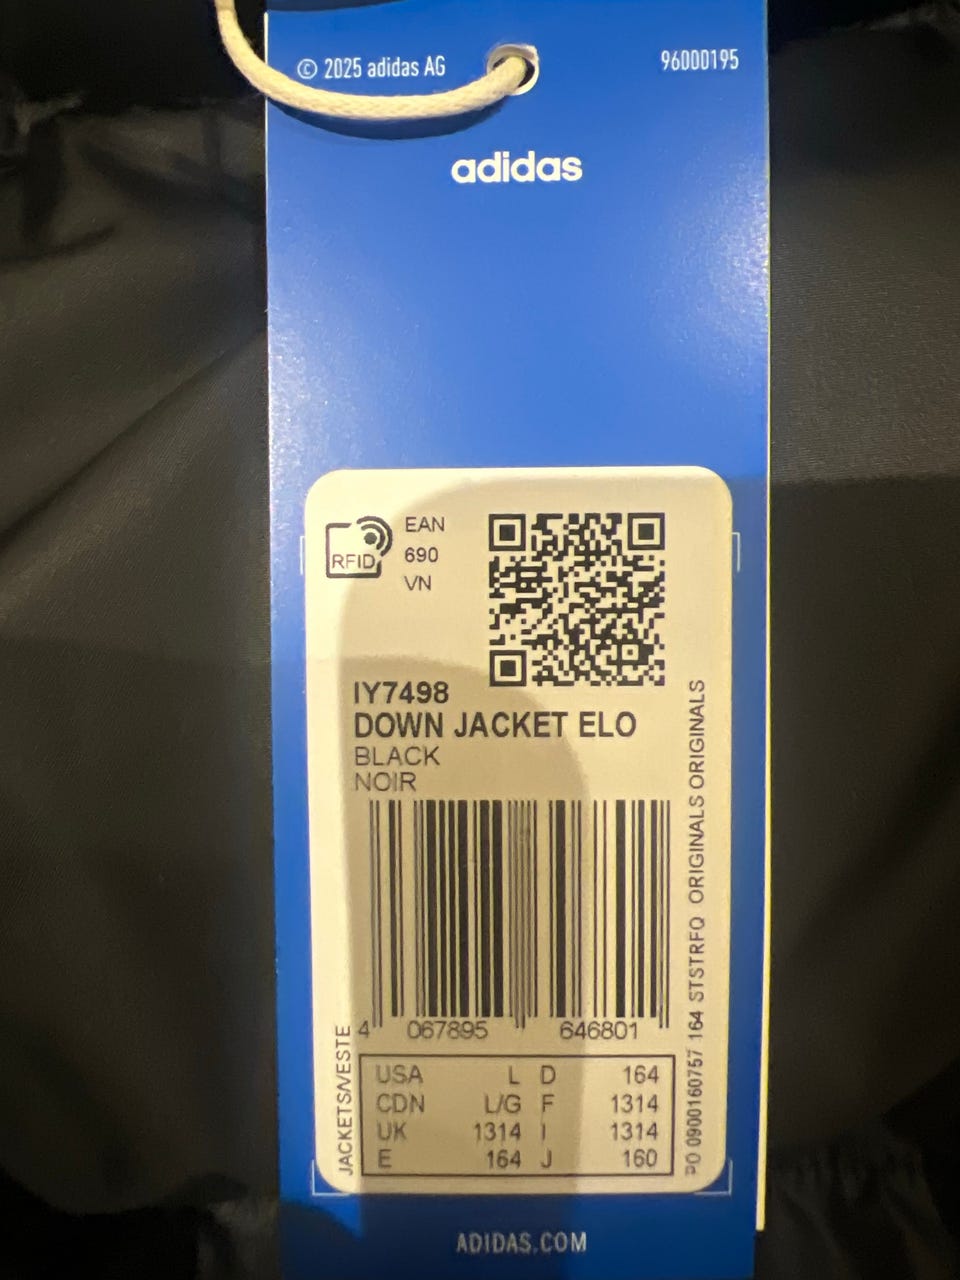 © 2025 adidas AG
96000195
adidas
RFID
EAN
690
VN
IY7498
DOWN JACKET ELO
BLACK
NOIR
4 067895 646801
USA L D 164
CDN L/G F 1314
UK 1314 I 1314
E 164 J 160
JACKETS/VESTE
PO 0900160757 164 STSTRFQ ORIGINALS ORIGINALS
ADIDAS.COM